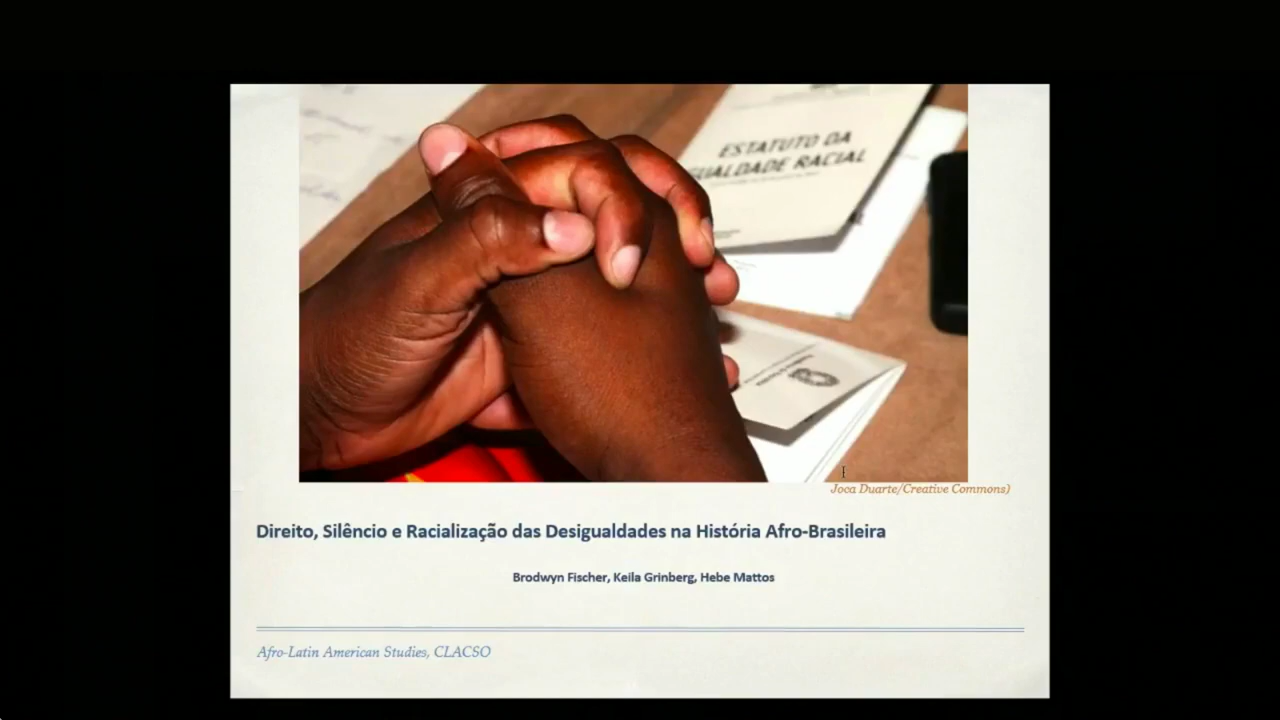 ESTATUTO DA
GUALDADE RACIAL
Joca Duarte/Creative Commons)
Direito, Silêncio e Racialização das Desigualdades na História Afro-Brasileira
Brodwyn Fischer, Keila Grinberg, Hebe Mattos
Afro-Latin American Studies, CLACSO